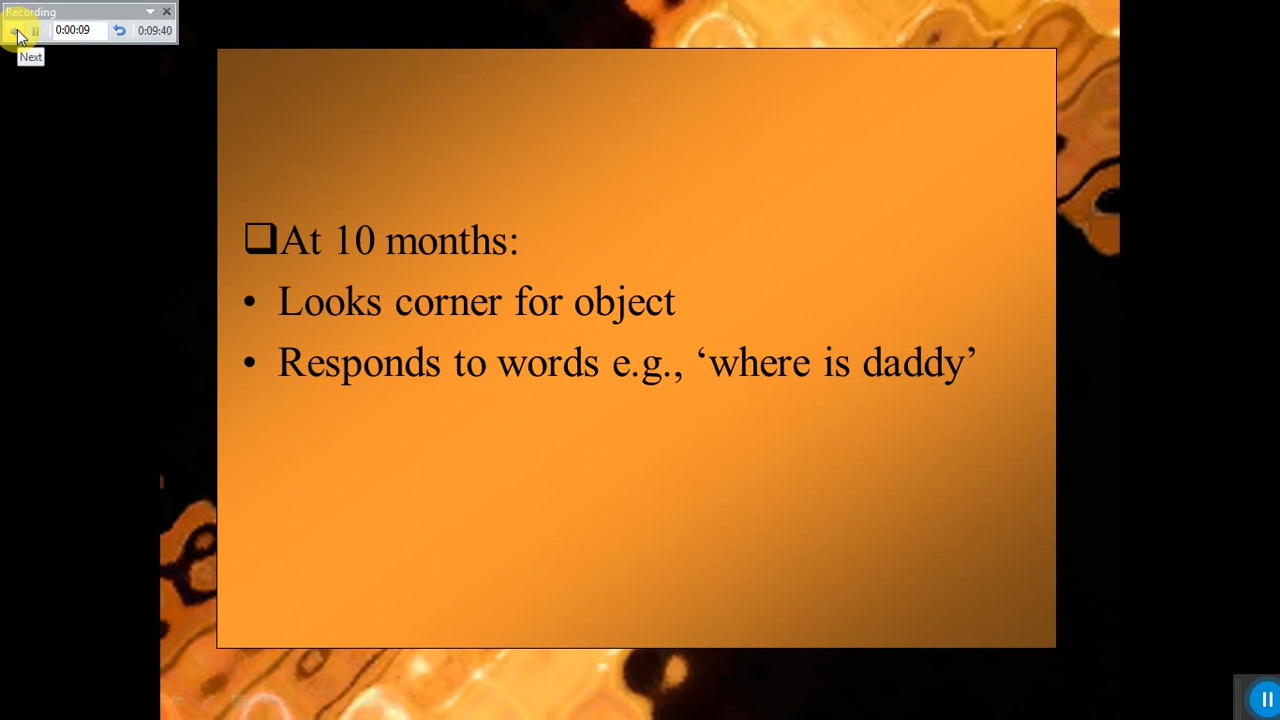 Recording
0:00:09 0:09:40
Next
At 10 months:
• Looks corner for object
• Responds to words e.g., ‘where is daddy’